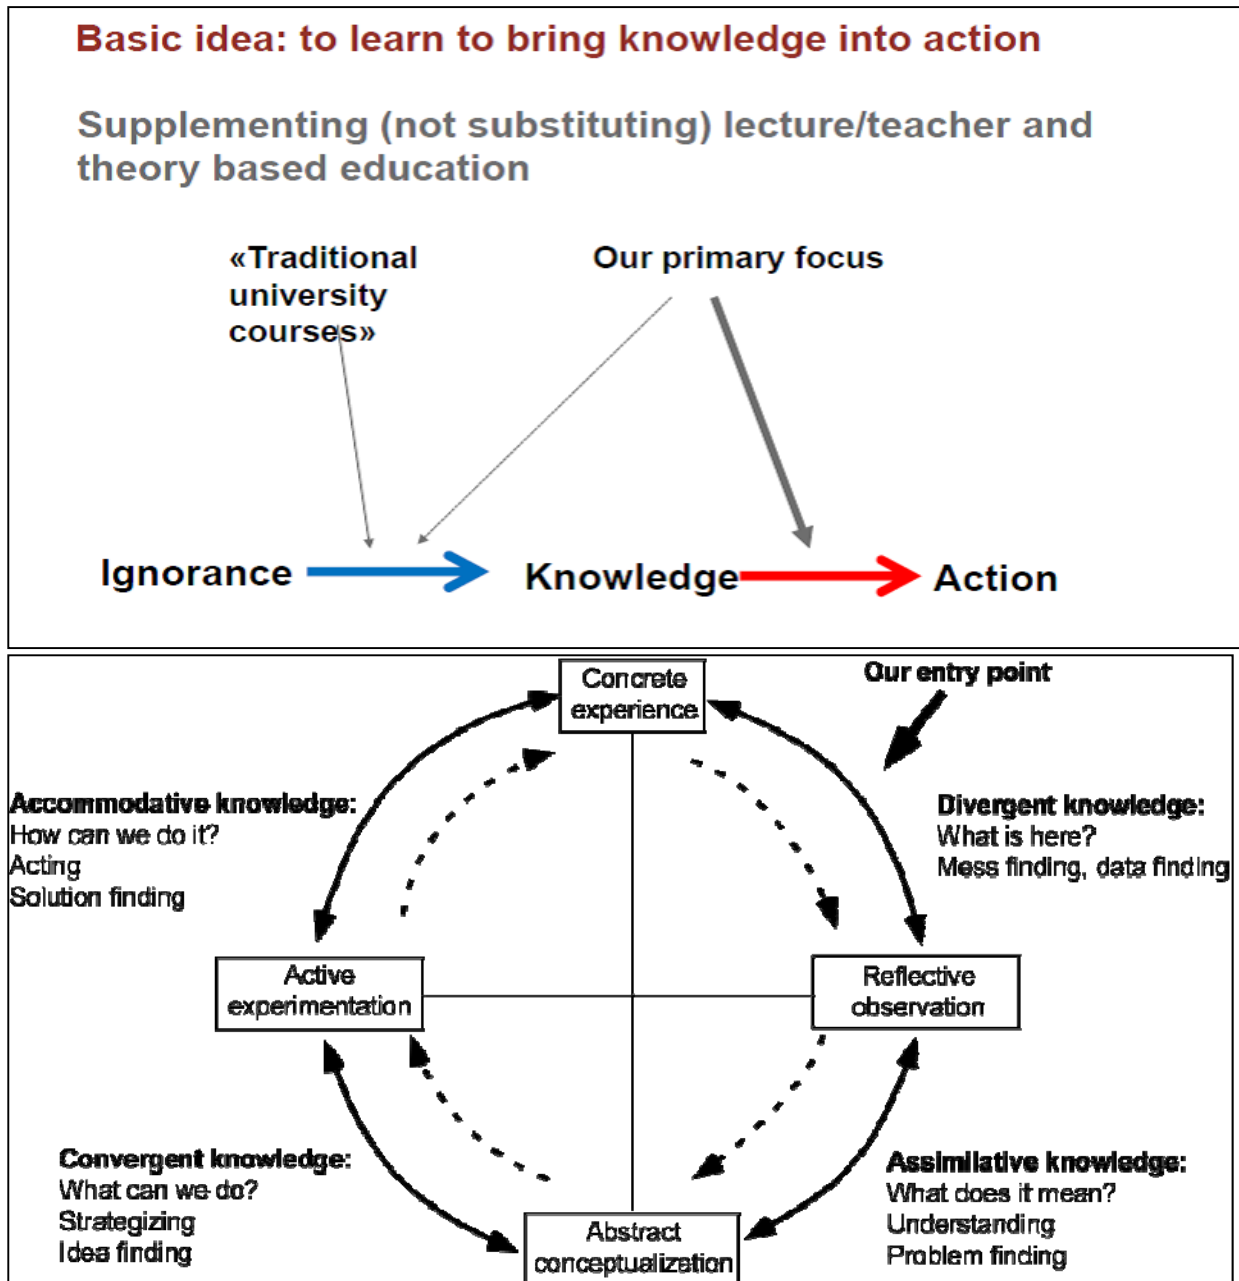 Basic idea: to learn to bring knowledge into action
Supplementing (not substituting) lecture/teacher and
theory based education
«Traditional
university
courses»
Our primary focus
Ignorance
Knowledge
Action
Concrete
experience
Our entry point
Accommodative knowledge:
How can we do it?
Acting
Solution finding
Divergent knowledge:
What is here?
Mess finding, data finding
Active
experimentation
Reflective
observation
Convergent knowledge:
What can we do?
Strategizing
Idea finding
Abstract
conceptualization
Assimilative knowledge:
What does it mean?
Understanding
Problem finding